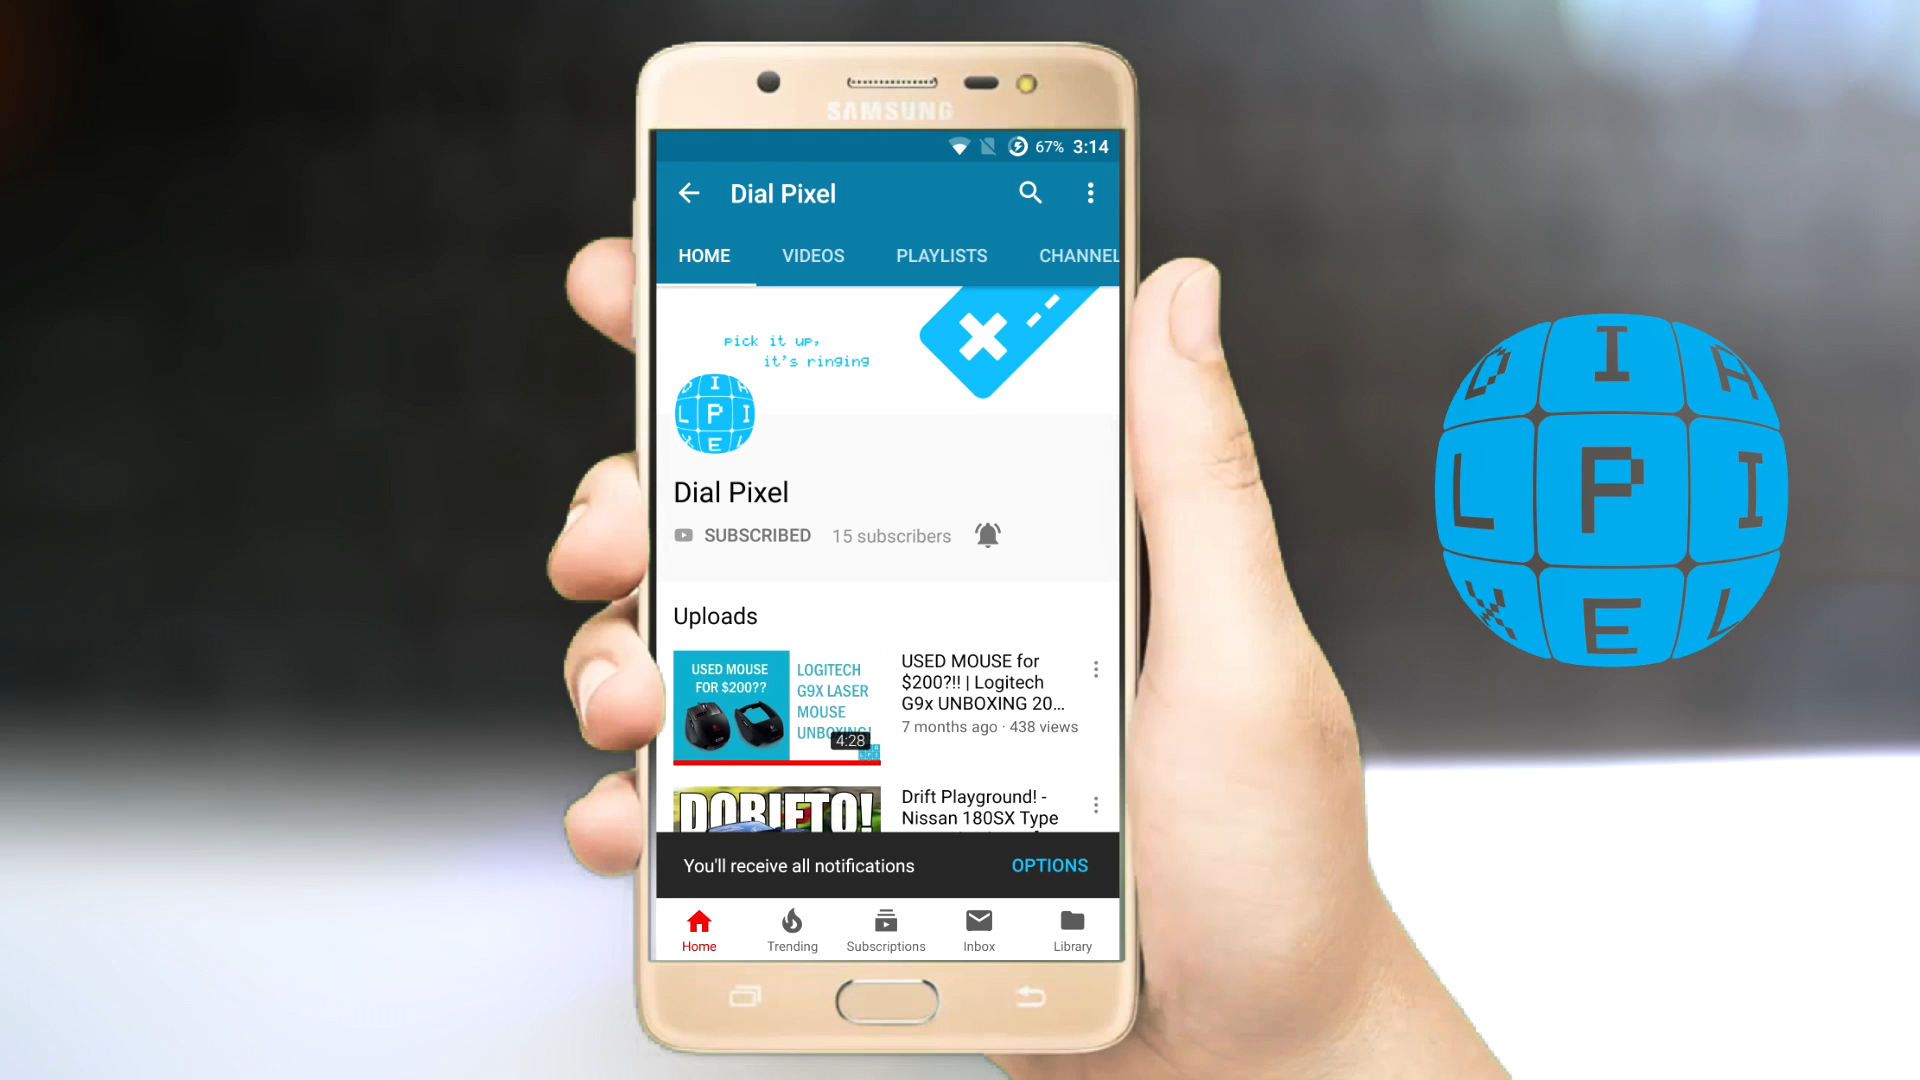 SAMSUNG
67% 3:14
Dial Pixel
HOME VIDEOS PLAYLISTS CHANNEL
pick it up,
it's ringing
D I A
L P I
X E L
Dial Pixel
SUBSCRIBED 15 subscribers
Uploads
USED MOUSE
FOR $200??
LOGITECH
G9X LASER
MOUSE
UNBOXING!
4:28
USED MOUSE for
$200?!! | Logitech
G9x UNBOXING 20...
7 months ago · 438 views
DORIFTO!
Drift Playground! -
Nissan 180SX Type
You'll receive all notifications OPTIONS
Home Trending Subscriptions Inbox Library
D I A
L P I
X E L